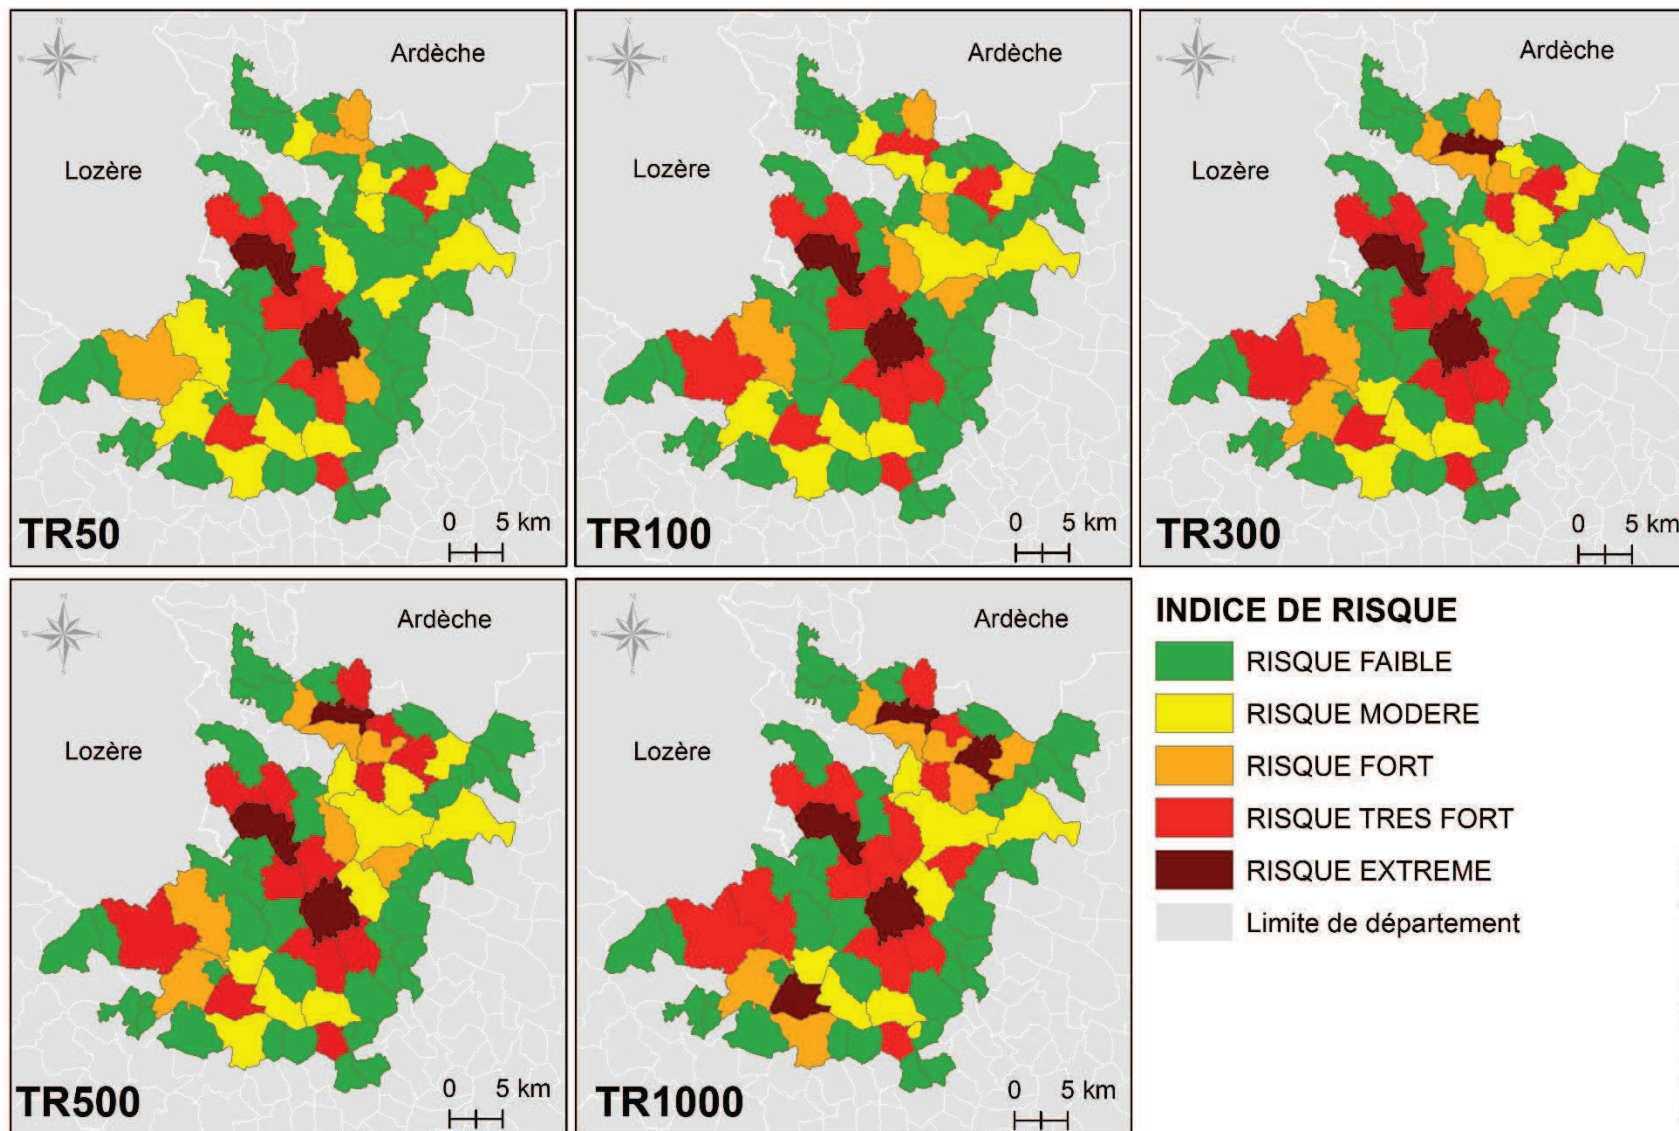 N
W E
S
Ardèche
Lozère
TR50
0 5 km
N
W E
S
Ardèche
Lozère
TR100
0 5 km
N
W E
S
Ardèche
Lozère
TR300
0 5 km
N
W E
S
Ardèche
Lozère
TR500
0 5 km
N
W E
S
Ardèche
Lozère
TR1000
0 5 km
INDICE DE RISQUE
RISQUE FAIBLE
RISQUE MODERE
RISQUE FORT
RISQUE TRES FORT
RISQUE EXTREME
Limite de département